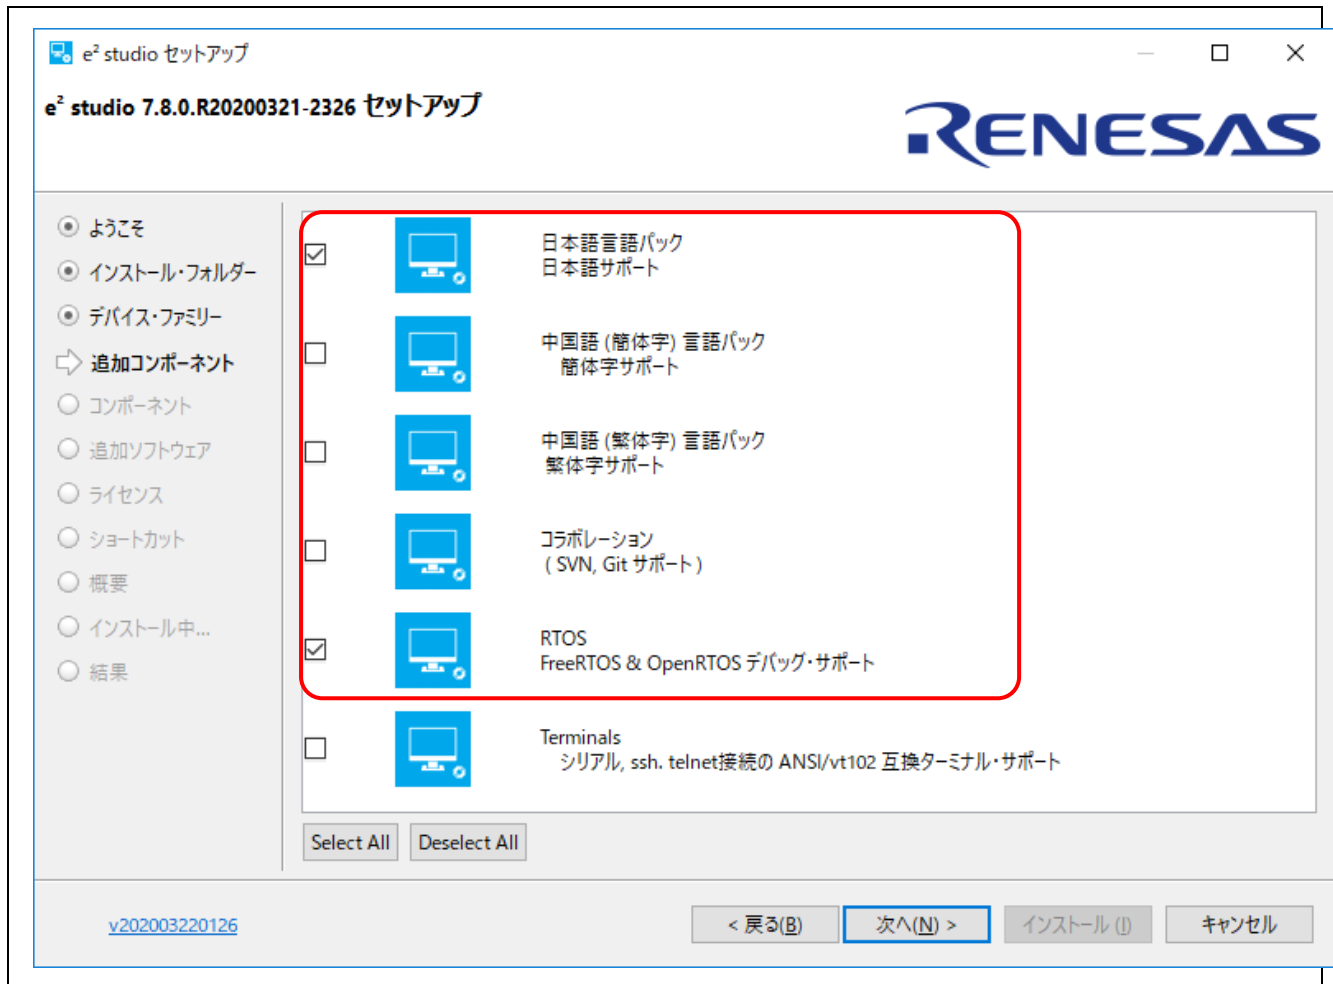 e² studio セットアップ
e² studio 7.8.0.R20200321-2326 セットアップ
RENESAS
ようこそ
インストール・フォルダー
デバイス・ファミリー
追加コンポーネント
コンポーネント
追加ソフトウェア
ライセンス
ショートカット
概要
インストール中...
結果
日本語言語パック
日本語サポート
中国語 (簡体字) 言語パック
簡体字サポート
中国語 (繁体字) 言語パック
繁体字サポート
コラボレーション
( SVN, Git サポート )
RTOS
FreeRTOS & OpenRTOS デバッグ・サポート
Terminals
シリアル, ssh. telnet接続の ANSI/vt102 互換ターミナル・サポート
Select All
Deselect All
v202003220126
< 戻る(B)
次へ(N) >
インストール (I)
キャンセル